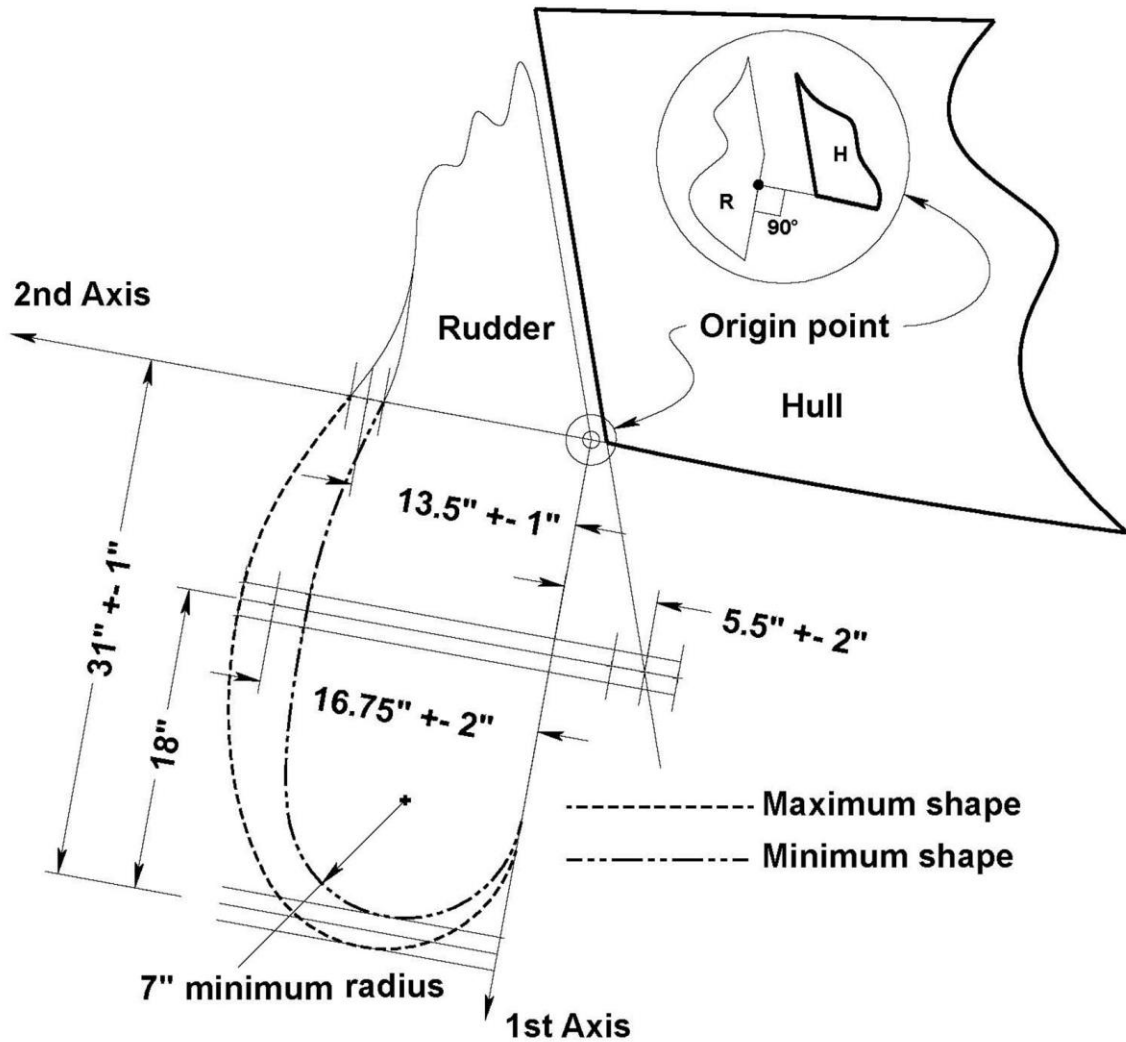 H
R
90°
2nd Axis
Rudder
Origin point
Hull
13.5" +- 1"
5.5" +- 2"
31" +- 1"
16.75" +- 2"
18"
Maximum shape
Minimum shape
7" minimum radius
1st Axis